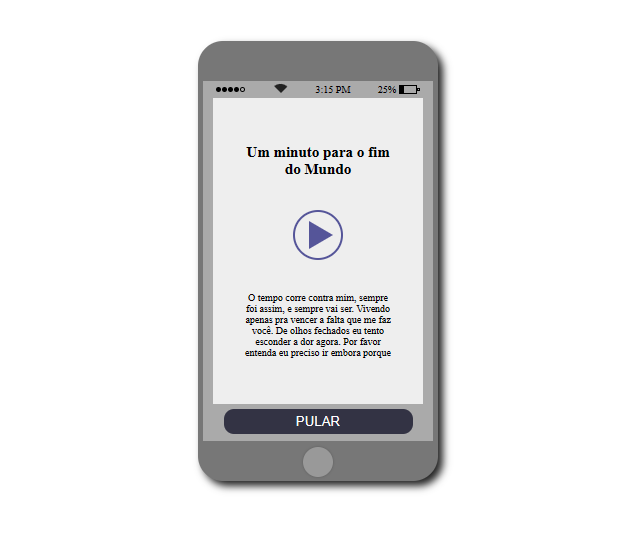 3:15 PM 25%
Um minuto para o fim
do Mundo
O tempo corre contra mim, sempre
foi assim, e sempre vai ser. Vivendo
apenas pra vencer a falta que me faz
você. De olhos fechados eu tento
esconder a dor agora. Por favor
entenda eu preciso ir embora porque
PULAR